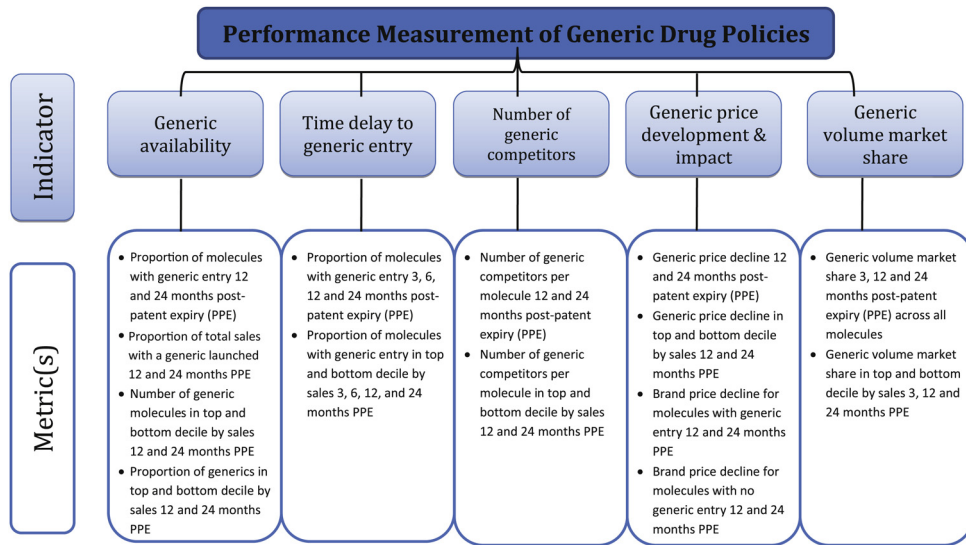 Performance Measurement of Generic Drug Policies
Indicator
Generic
availability
Time delay to
generic entry
Number of
generic
competitors
Generic price
development &
impact
Generic
volume market
share
Metric(s)
• Proportion of molecules
with generic entry 12
and 24 months post-
patent expiry (PPE)
• Proportion of total sales
with a generic launched
12 and 24 months PPE
• Number of generic
molecules in top and
bottom decile by sales
12 and 24 months PPE
• Proportion of generics in
top and bottom decile by
sales 12 and 24 months
PPE
• Proportion of molecules
with generic entry 3, 6,
12 and 24 months post-
patent expiry (PPE)
• Proportion of molecules
with generic entry in top
and bottom decile by
sales 3, 6, 12, and 24
months PPE
• Number of generic
competitors per
molecule 12 and 24
months post-patent
expiry (PPE)
• Number of generic
competitors per
molecule in top and
bottom decile by sales
12 and 24 months PPE
• Generic price decline 12
and 24 months post-
patent expiry (PPE)
• Generic price decline in
top and bottom decile
by sales 12 and 24
months PPE
• Brand price decline for
molecules with generic
entry 12 and 24 months
PPE
• Brand price decline for
molecules with no
generic entry 12 and 24
months PPE
• Generic volume market
share 3, 12 and 24
months post-patent
expiry (PPE) across all
molecules
• Generic volume market
share in top and bottom
decile by sales 3, 12 and
24 months PPE